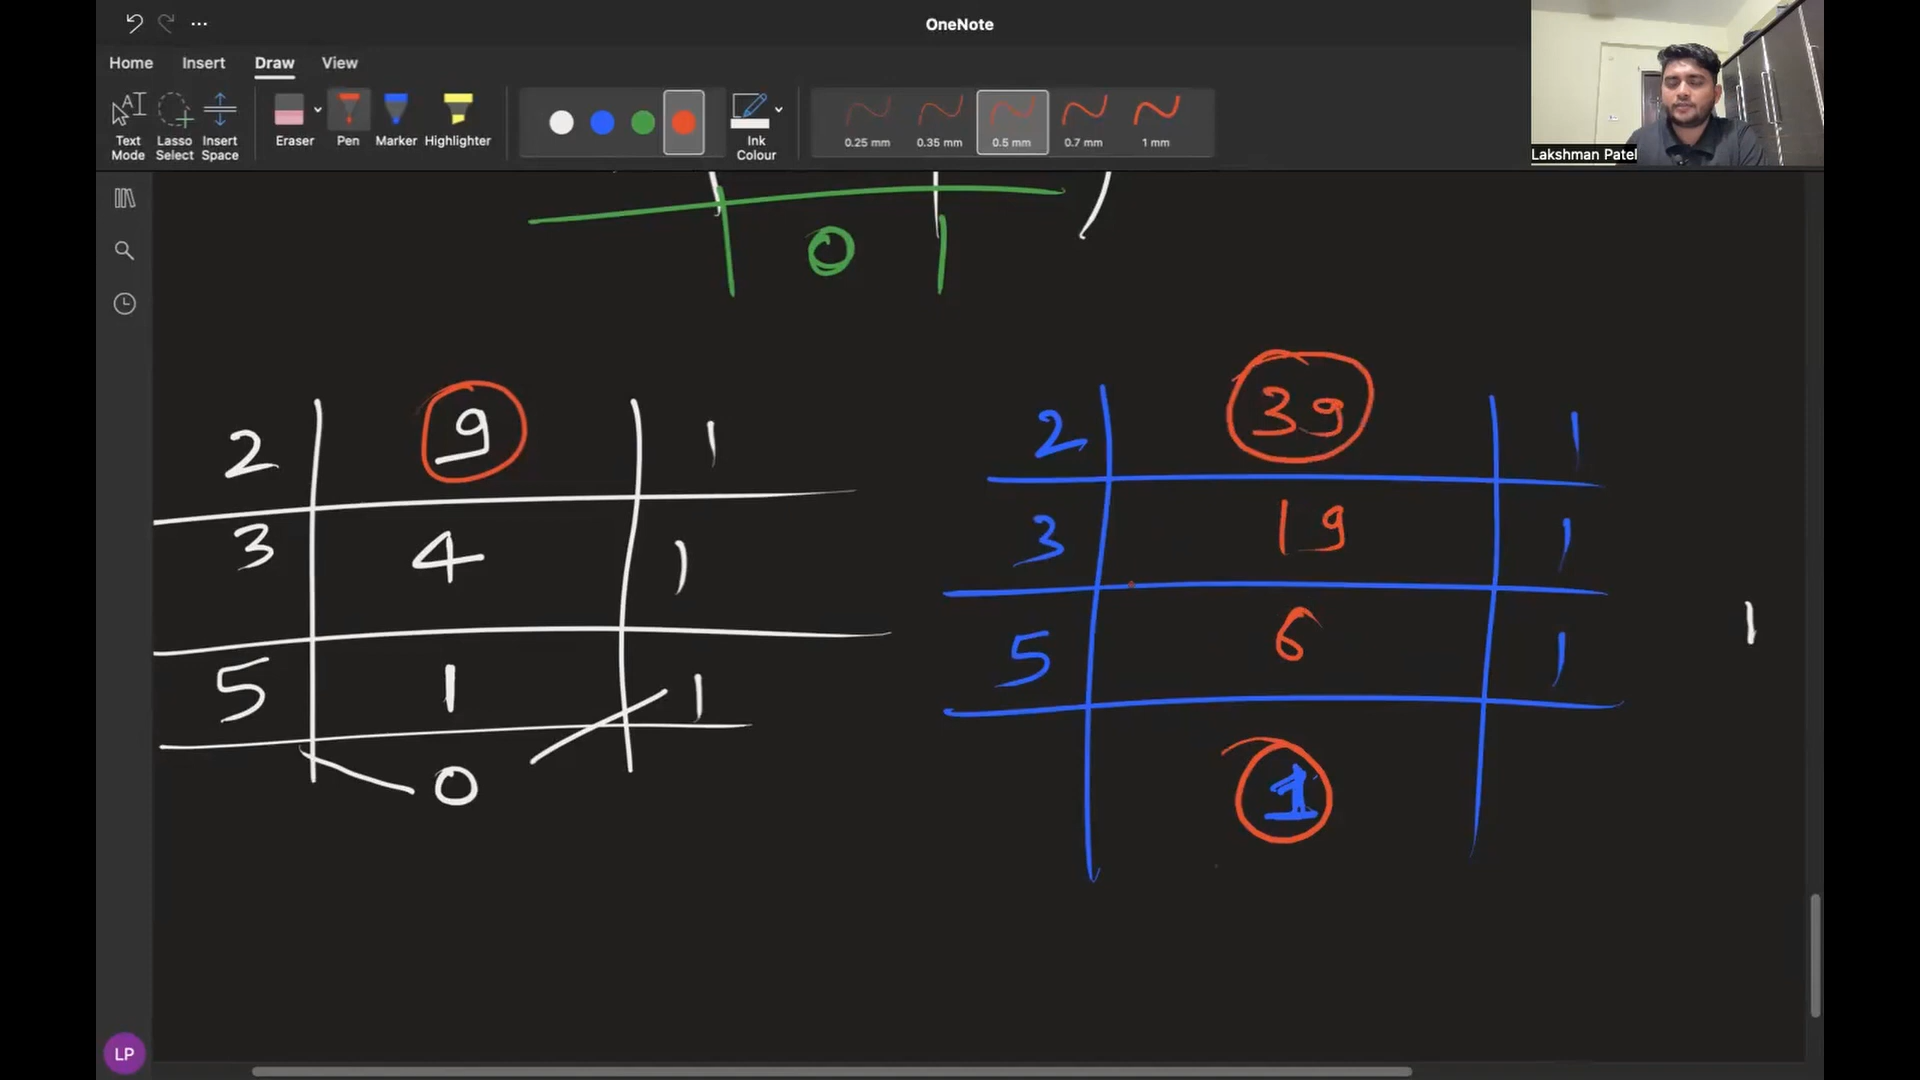 OneNote
Home Insert Draw View
Text Mode
Lasso Select
Insert Space
Eraser
Pen
Marker
Highlighter
Ink Colour
0.25 mm
0.35 mm
0.5 mm
0.7 mm
1 mm
Lakshman Patel
0
2 9 1
3 4 1
5 1 1
0
2 39 1
3 19 1
5 6 1
1
1
LP